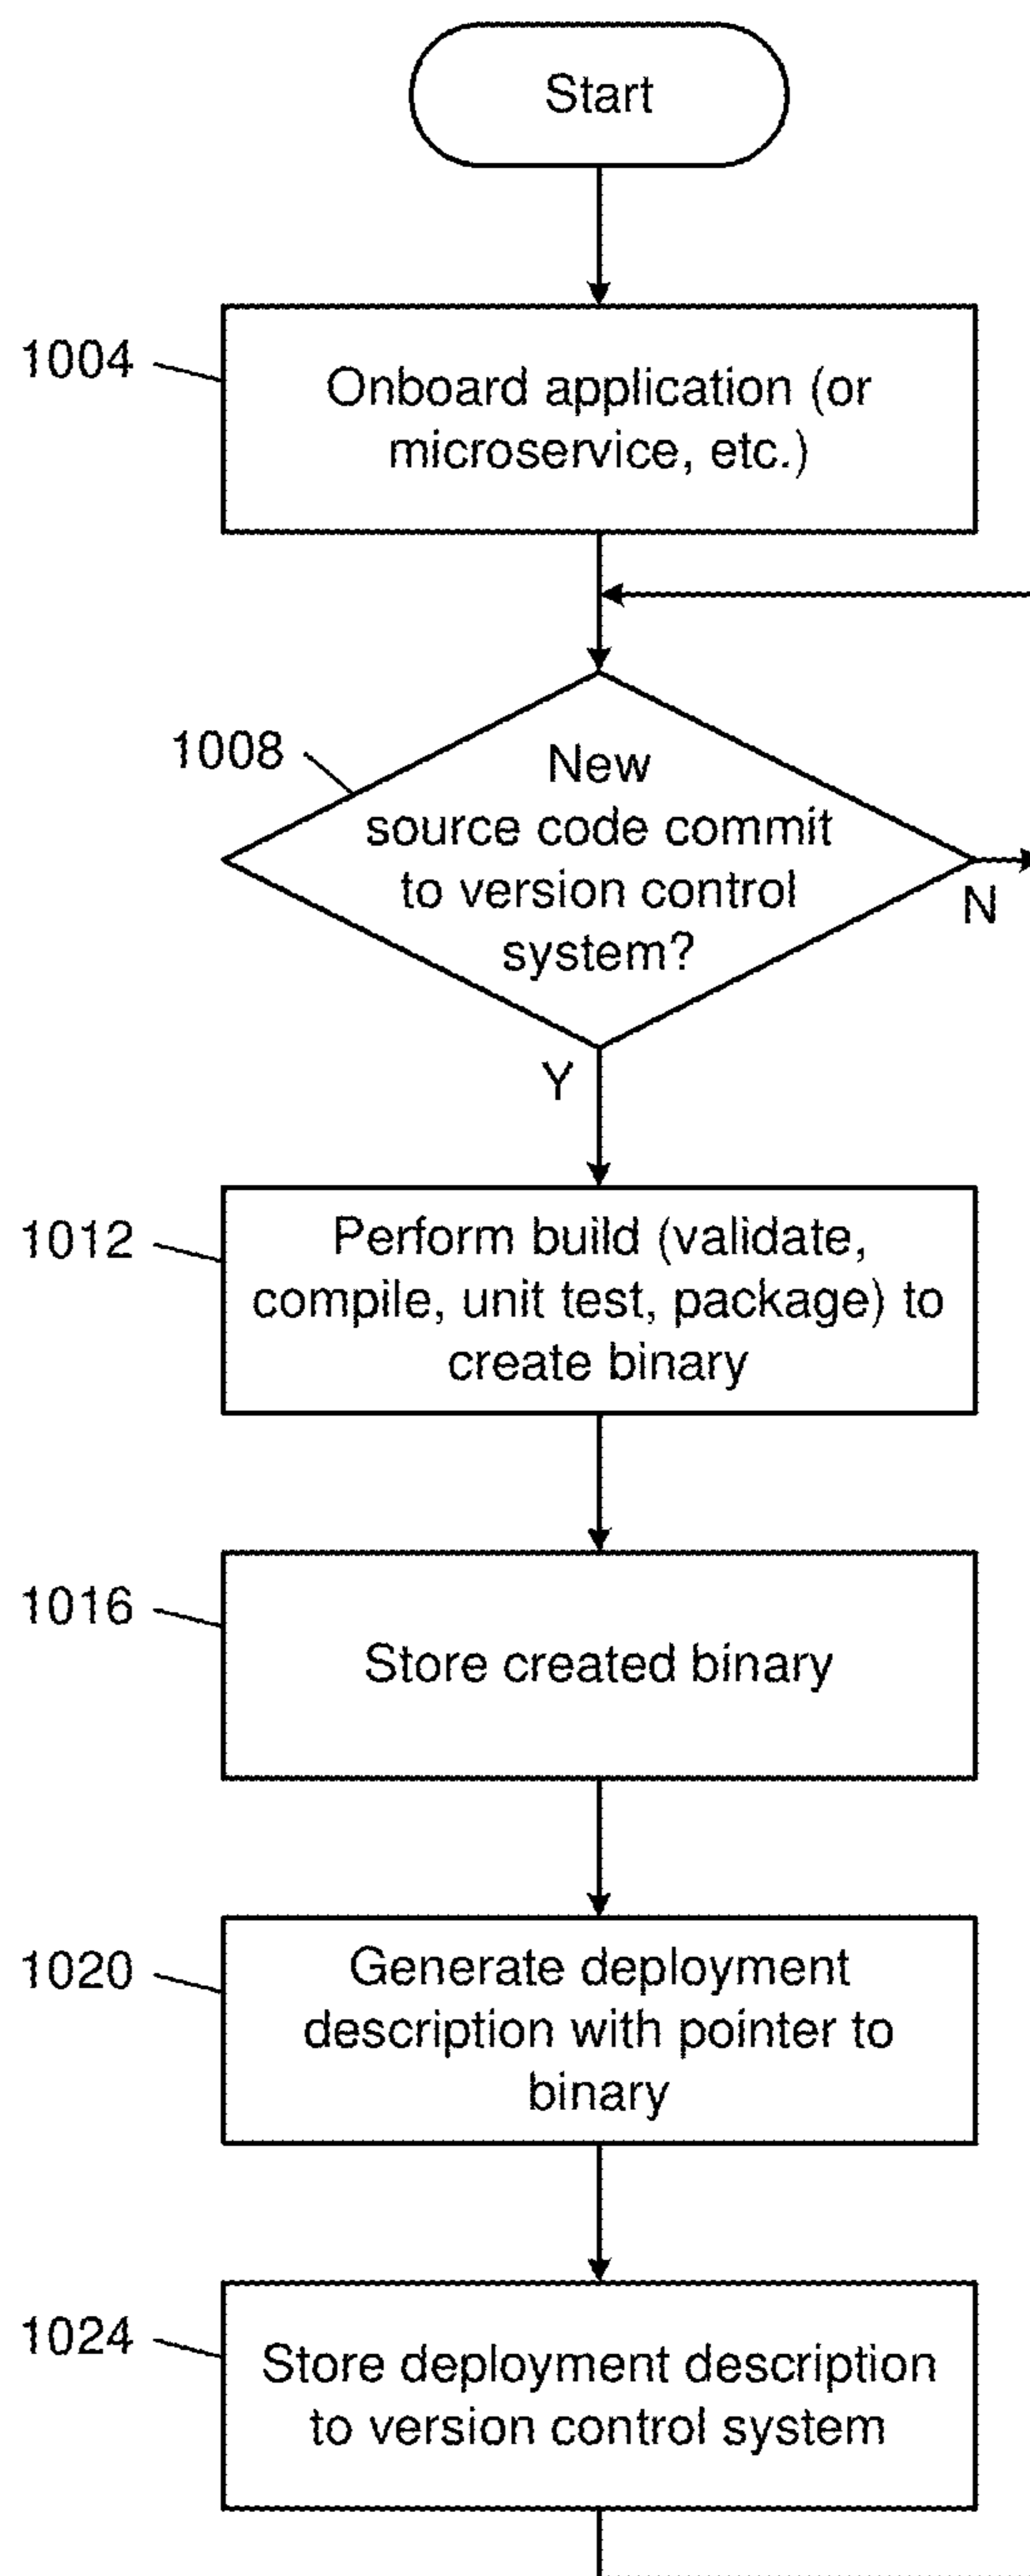 Start
1004
Onboard application (or
microservice, etc.)
1008
New
source code commit
to version control
system?
N
Y
1012
Perform build (validate,
compile, unit test, package) to
create binary
1016
Store created binary
1020
Generate deployment
description with pointer to
binary
1024
Store deployment description
to version control system